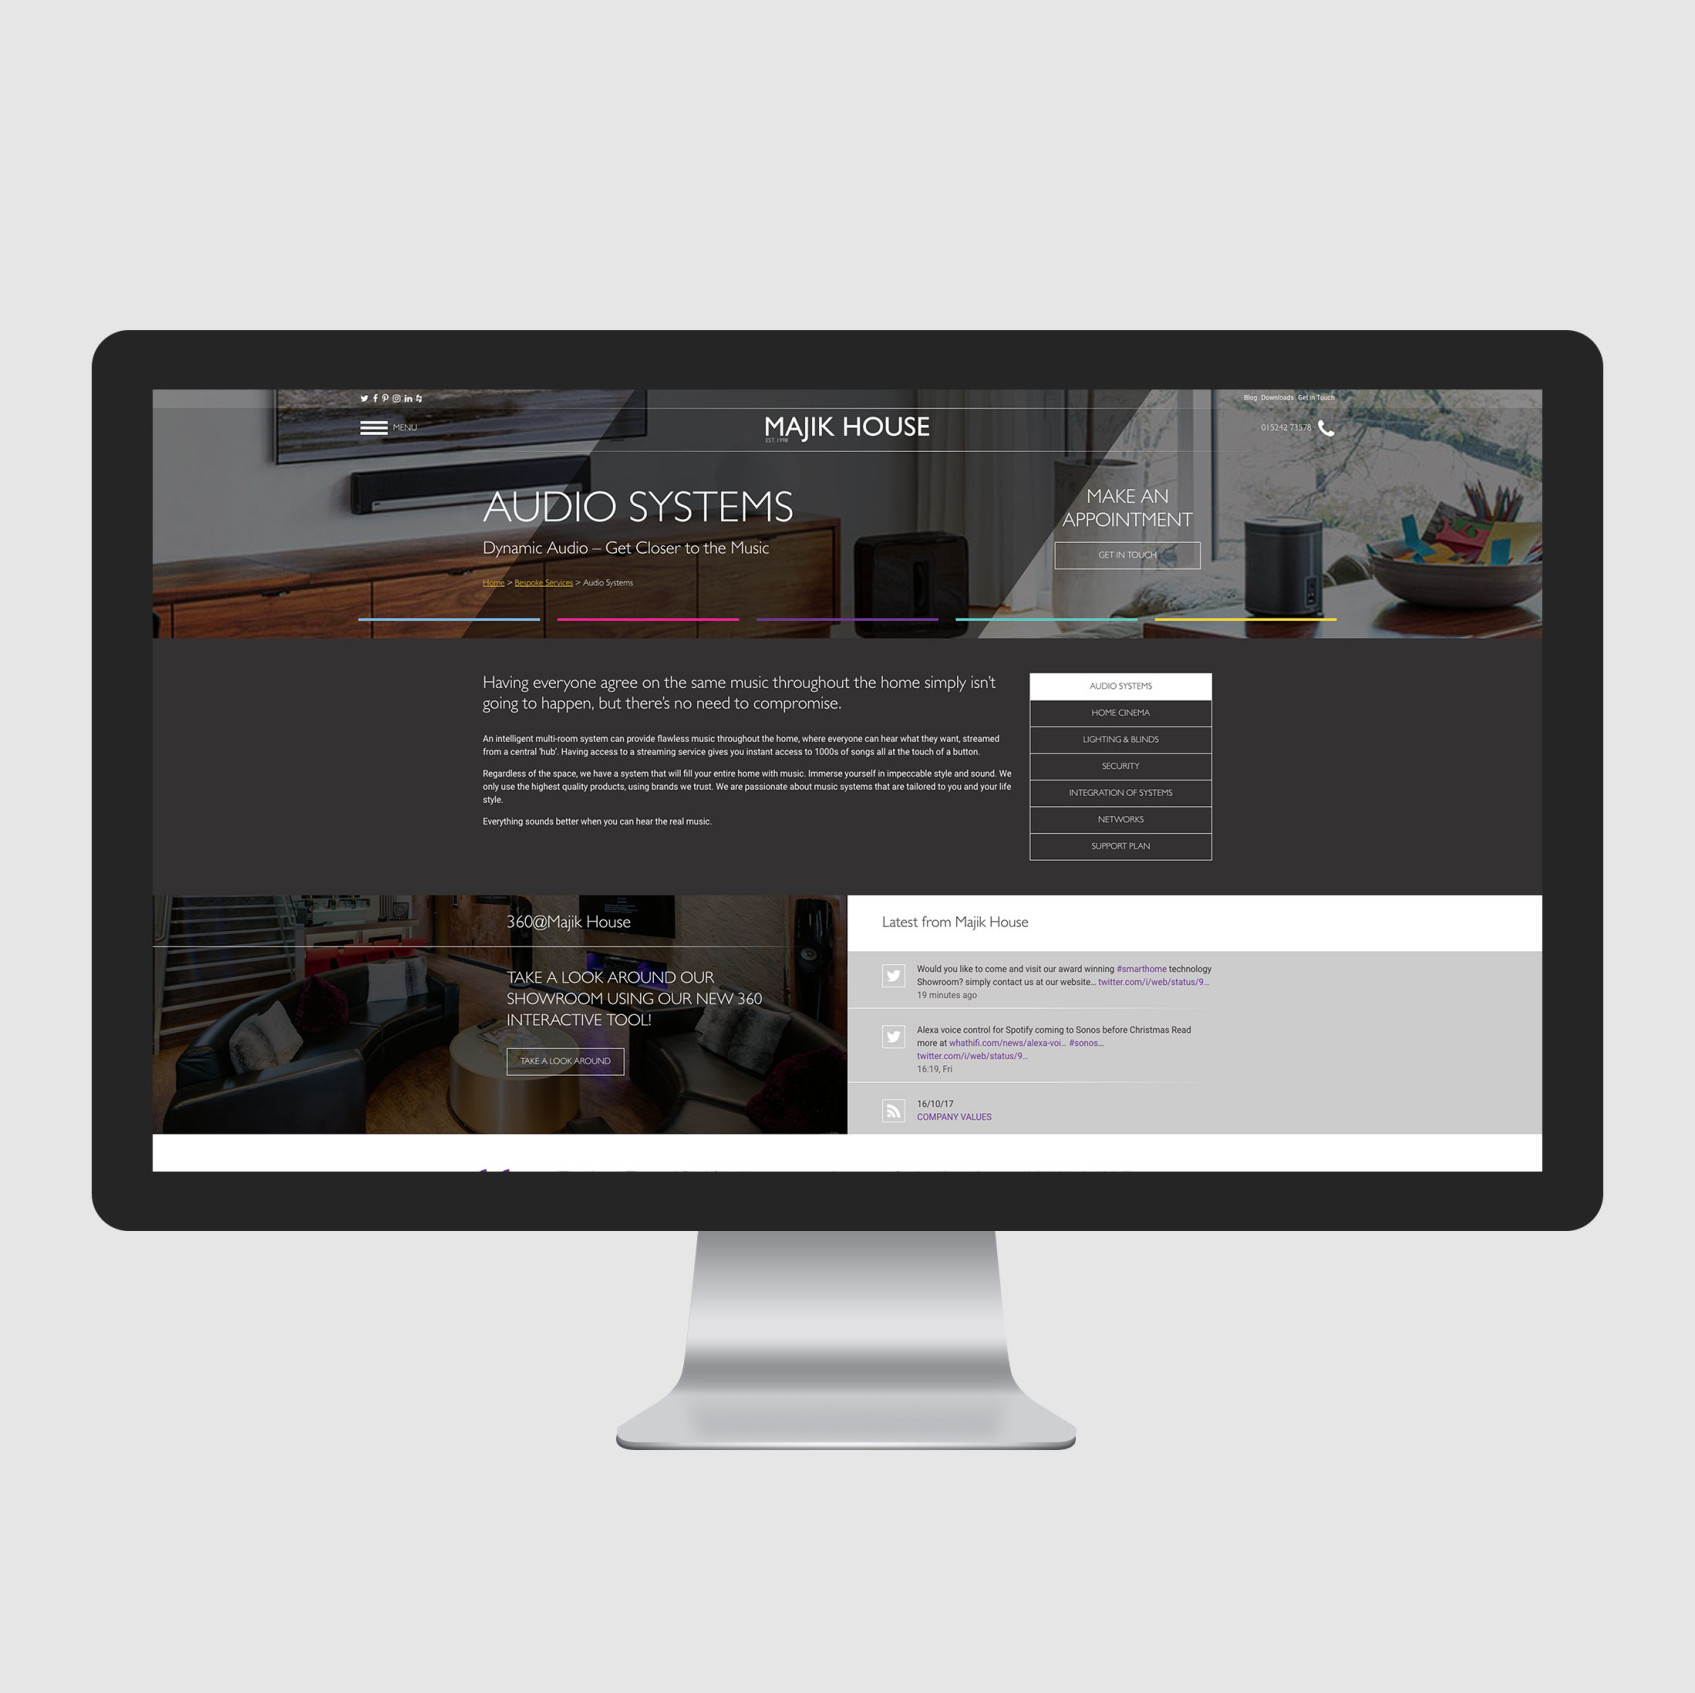 Blog Downloads Get in Touch
MENU
MAJIK HOUSE
EST. 1998
015242 73578
AUDIO SYSTEMS
Dynamic Audio – Get Closer to the Music
Home > Bespoke Services > Audio Systems
MAKE AN
APPOINTMENT
GET IN TOUCH
Having everyone agree on the same music throughout the home simply isn't
going to happen, but there's no need to compromise.
An intelligent multi-room system can provide flawless music throughout the home, where everyone can hear what they want, streamed
from a central 'hub'. Having access to a streaming service gives you instant access to 1000s of songs all at the touch of a button.
Regardless of the space, we have a system that will fill your entire home with music. Immerse yourself in impeccable style and sound. We
only use the highest quality products, using brands we trust. We are passionate about music systems that are tailored to you and your life
style.
Everything sounds better when you can hear the real music.
AUDIO SYSTEMS
HOME CINEMA
LIGHTING & BLINDS
SECURITY
INTEGRATION OF SYSTEMS
NETWORKS
SUPPORT PLAN
360@Majik House
TAKE A LOOK AROUND OUR
SHOWROOM USING OUR NEW 360
INTERACTIVE TOOL!
TAKE A LOOK AROUND
Latest from Majik House
Would you like to come and visit our award winning #smarthome technology
Showroom? simply contact us at our website… twitter.com/i/web/status/9…
19 minutes ago
Alexa voice control for Spotify coming to Sonos before Christmas Read
more at whathifi.com/news/alexa-voi… #sonos…
twitter.com/i/web/status/9…
16:19, Fri
16/10/17
COMPANY VALUES